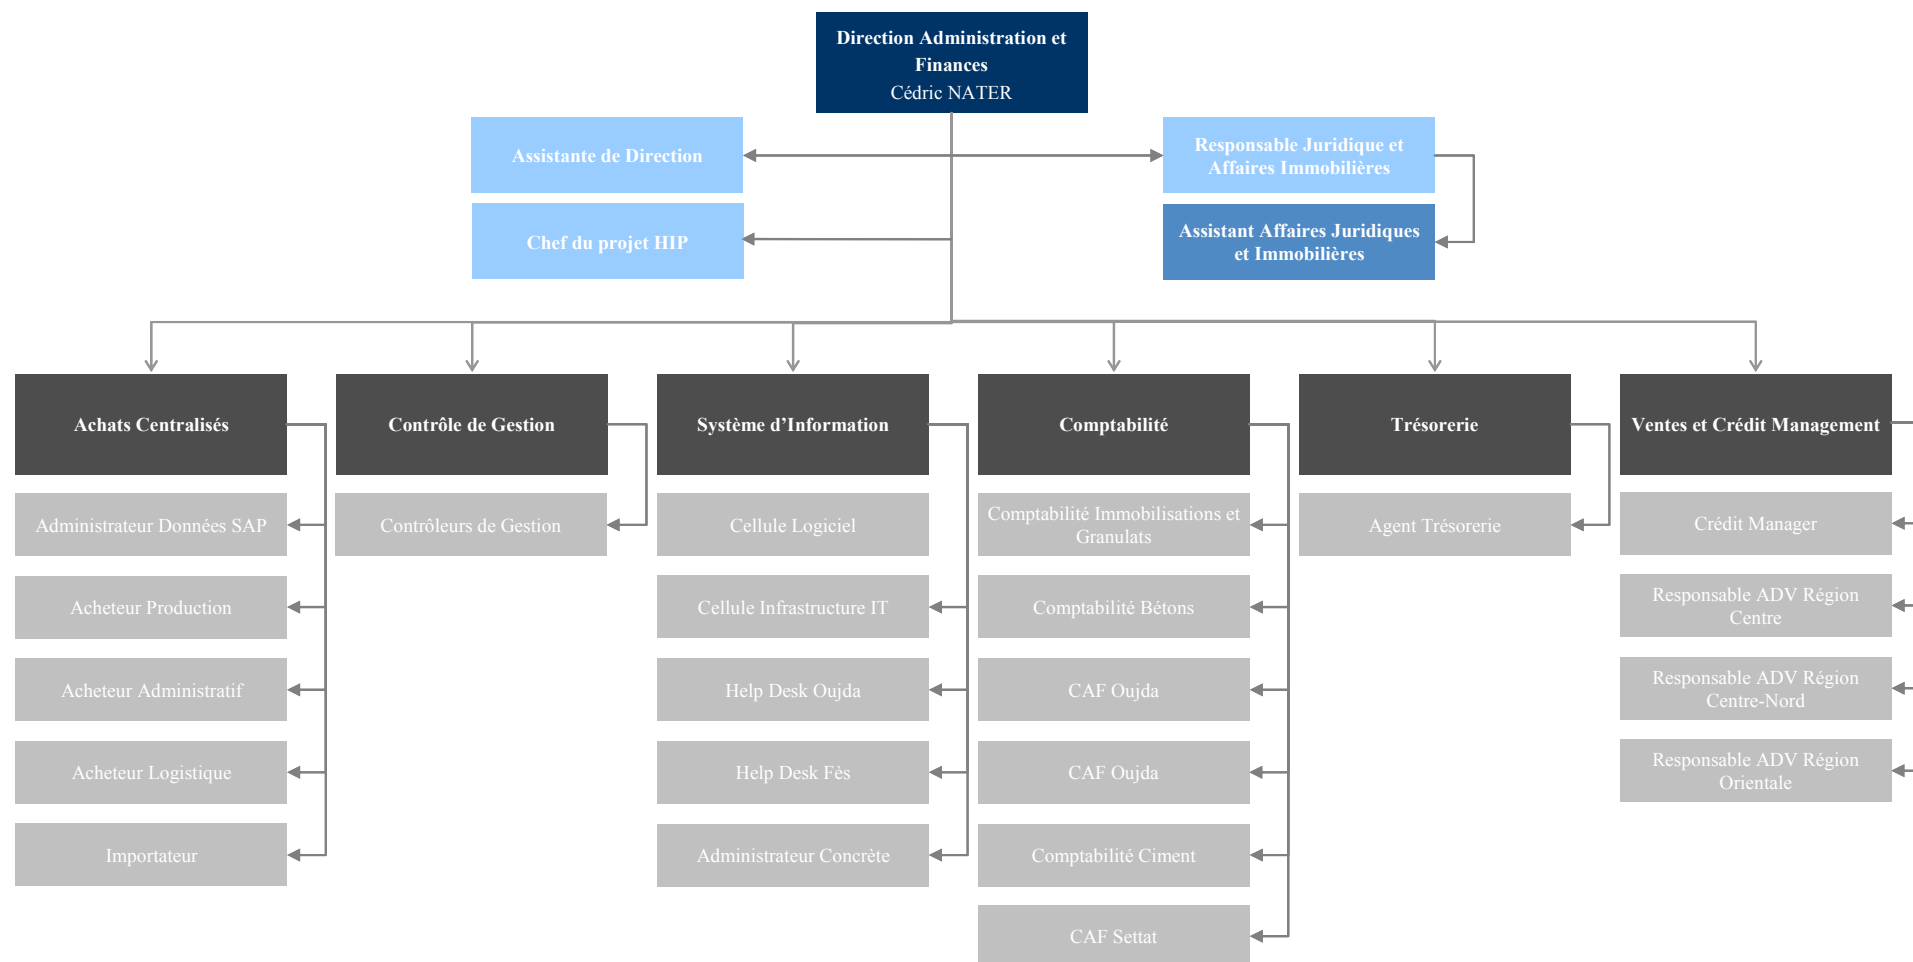 Direction Administration et
Finances
Cédric NATER
Assistante de Direction
Responsable Juridique et
Affaires Immobilières
Chef du projet HIP
Assistant Affaires Juridiques
et Immobilières
Achats Centralisés
Contrôle de Gestion
Système d’Information
Comptabilité
Trésorerie
Ventes et Crédit Management
Administrateur Données SAP
Acheteur Production
Acheteur Administratif
Acheteur Logistique
Importateur
Contrôleurs de Gestion
Cellule Logiciel
Cellule Infrastructure IT
Help Desk Oujda
Help Desk Fès
Administrateur Concrète
Comptabilité Immobilisations et
Granulats
Comptabilité Bétons
CAF Oujda
CAF Oujda
Comptabilité Ciment
CAF Settat
Agent Trésorerie
Crédit Manager
Responsable ADV Région
Centre
Responsable ADV Région
Centre-Nord
Responsable ADV Région
Orientale